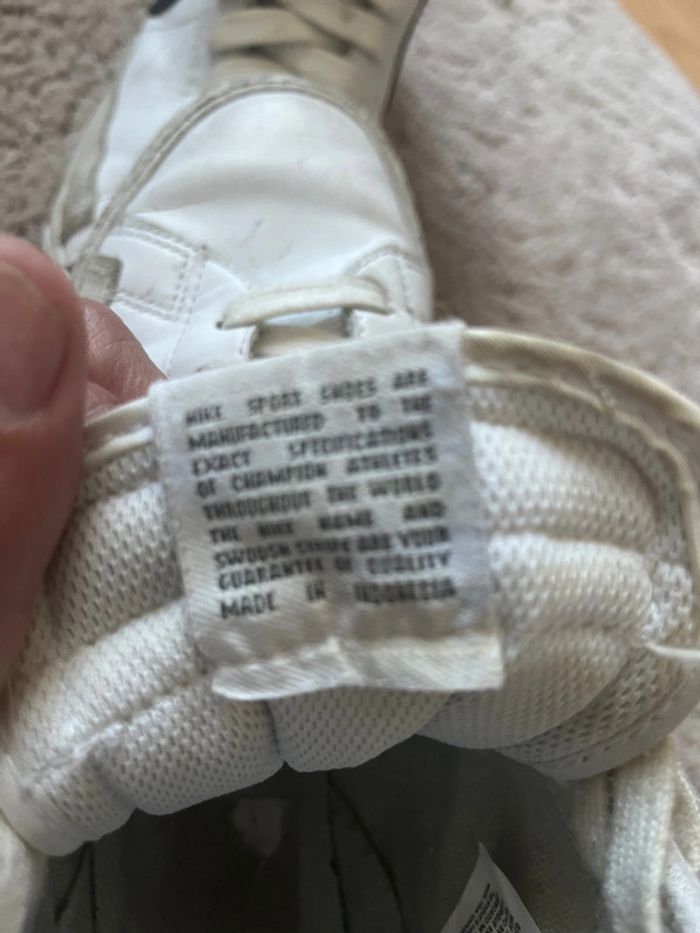 NIKE SPORT SHOES ARE
MANUFACTURED TO THE
EXACT SPECIFICATIONS
OF CHAMPION ATHLETES
THROUGHOUT THE WORLD
THE NIKE NAME AND
SWOOSH STRIPE ARE YOUR
GUARANTEE OF QUALITY
MADE IN INDONESIA